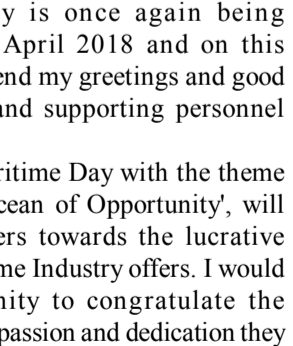 y is once again being
April 2018 and on this
end my greetings and good
and supporting personnel
ritime Day with the theme
cean of Opportunity', will
ers towards the lucrative
me Industry offers. I would
nity to congratulate the
passion and dedication they